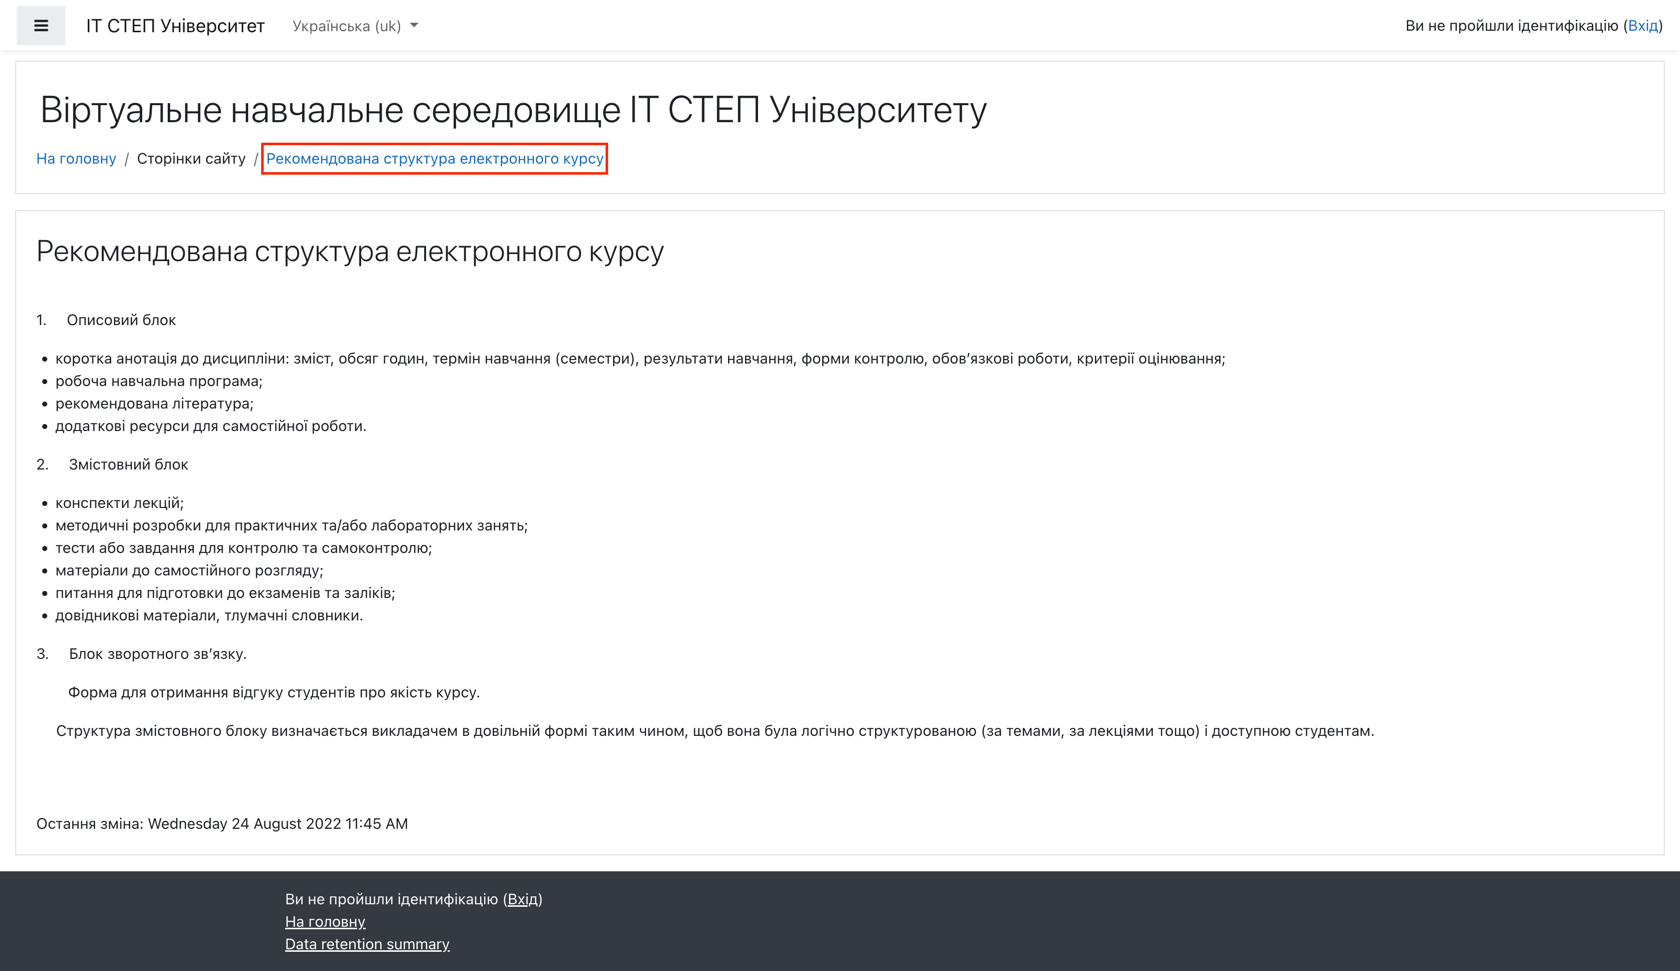 ІТ СТЕП Університет
Українська (uk)
Ви не пройшли ідентифікацію (Вхід)
Віртуальне навчальне середовище ІТ СТЕП Університету
На головну / Сторінки сайту / Рекомендована структура електронного курсу
Рекомендована структура електронного курсу
1. Описовий блок
• коротка анотація до дисципліни: зміст, обсяг годин, термін навчання (семестри), результати навчання, форми контролю, обов’язкові роботи, критерії оцінювання;
• робоча навчальна програма;
• рекомендована література;
• додаткові ресурси для самостійної роботи.
2. Змістовний блок
• конспекти лекцій;
• методичні розробки для практичних та/або лабораторних занять;
• тести або завдання для контролю та самоконтролю;
• матеріали до самостійного розгляду;
• питання для підготовки до екзаменів та заліків;
• довідникові матеріали, тлумачні словники.
3. Блок зворотного зв’язку.
Форма для отримання відгуку студентів про якість курсу.
Структура змістовного блоку визначається викладачем в довільній формі таким чином, щоб вона була логічно структурованою (за темами, за лекціями тощо) і доступною студентам.
Остання зміна: Wednesday 24 August 2022 11:45 AM
Ви не пройшли ідентифікацію (Вхід)
На головну
Data retention summary